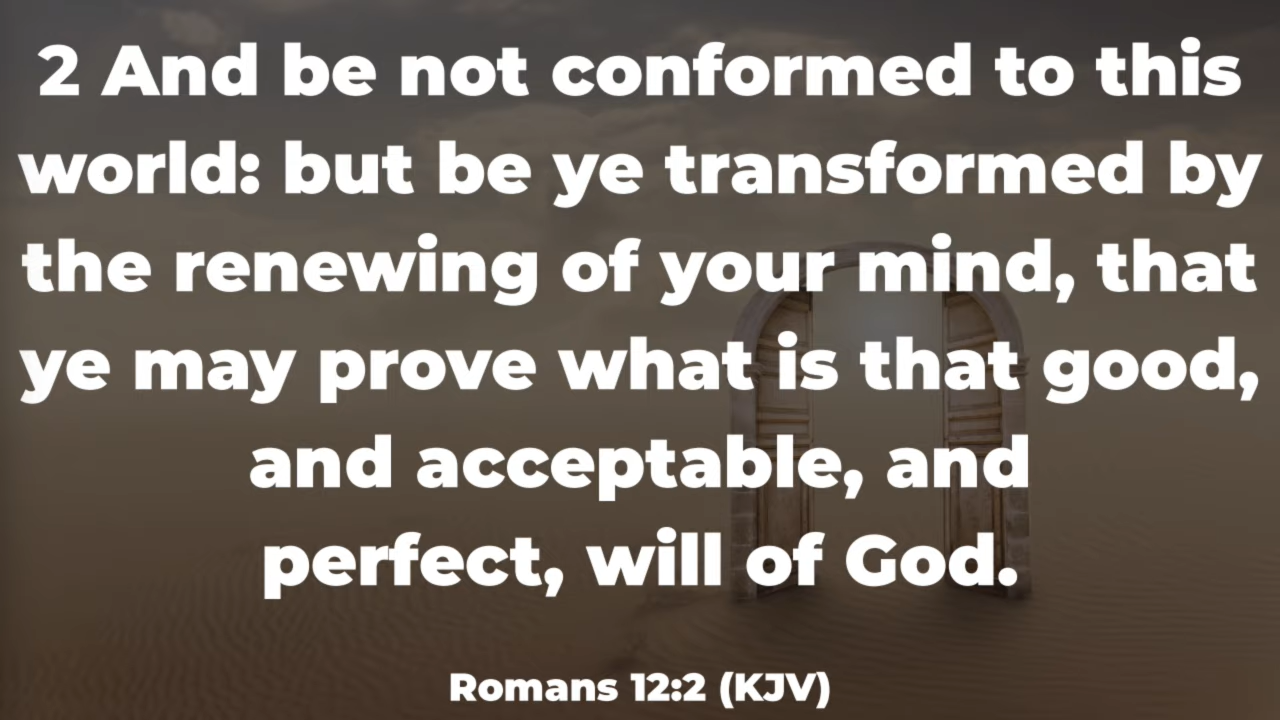 2 And be not conformed to this
world: but be ye transformed by
the renewing of your mind, that
ye may prove what is that good,
and acceptable, and
perfect, will of God.
Romans 12:2 (KJV)